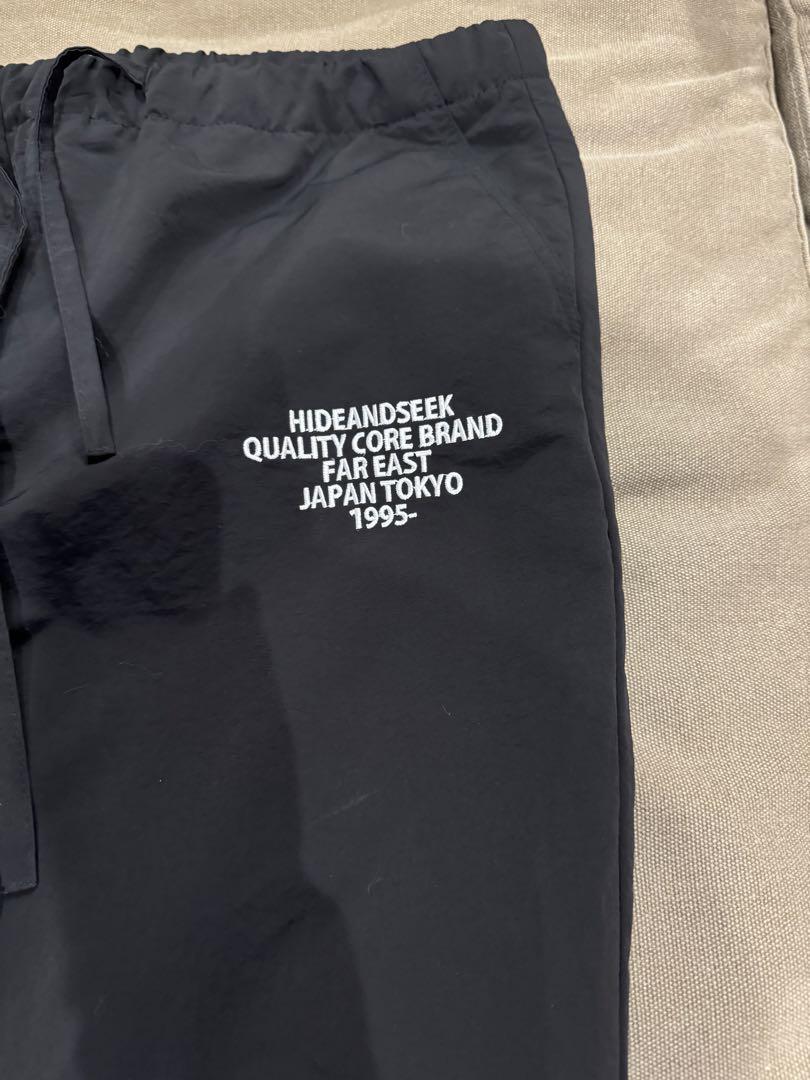 HIDEANDSEEK
QUALITY CORE BRAND
FAR EAST
JAPAN TOKYO
1995-